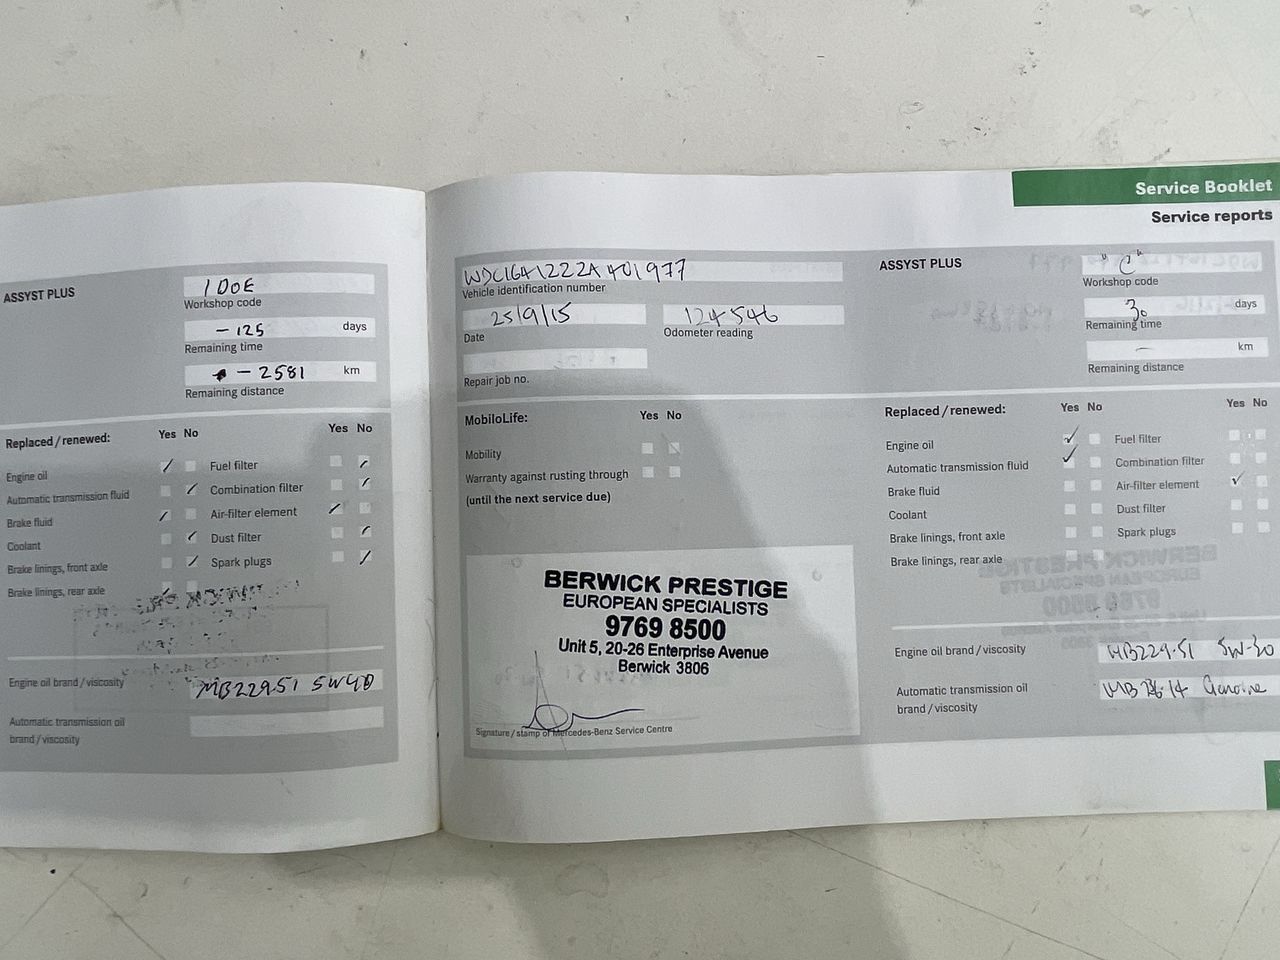 ASSYST PLUS
1 DOE
Workshop code
- 125 days
Remaining time
- 2581 km
Remaining distance
Replaced / renewed:
Yes No
Yes No
Engine oil
Automatic transmission fluid
Brake fluid
Coolant
Brake linings, front axle
Brake linings, rear axle
Fuel filter
Combination filter
Air-filter element
Dust filter
Spark plugs
Engine oil brand / viscosity
MB229.51 5W40
Automatic transmission oil
brand / viscosity
Service Booklet
Service reports
WDC1641222A401977
Vehicle identification number
25/9/15
Date
124546
Odometer reading
Repair job no.
MobiloLife:
Yes No
Mobility
Warranty against rusting through
(until the next service due)
BERWICK PRESTIGE
EUROPEAN SPECIALISTS
9769 8500
Unit 5, 20-26 Enterprise Avenue
Berwick 3806
Signature / stamp of Mercedes-Benz Service Centre
ASSYST PLUS
"C"
Workshop code
30 days
Remaining time
- km
Remaining distance
Replaced / renewed:
Yes No
Yes No
Engine oil
Automatic transmission fluid
Brake fluid
Coolant
Brake linings, front axle
Brake linings, rear axle
Fuel filter
Combination filter
Air-filter element
Dust filter
Spark plugs
Engine oil brand / viscosity
MB229.51 5W-30
Automatic transmission oil
brand / viscosity
MB 236.14 Genuine